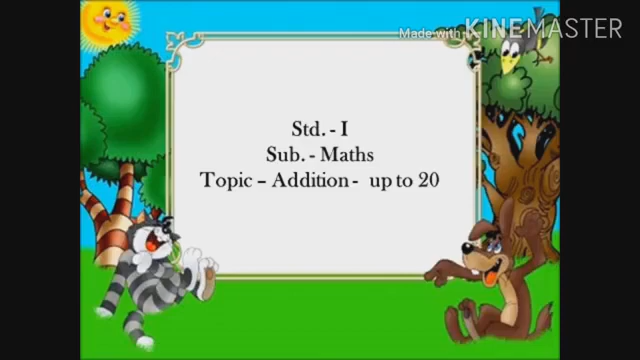 Made with KINEMASTER
Std. - I
Sub. - Maths
Topic – Addition - up to 20